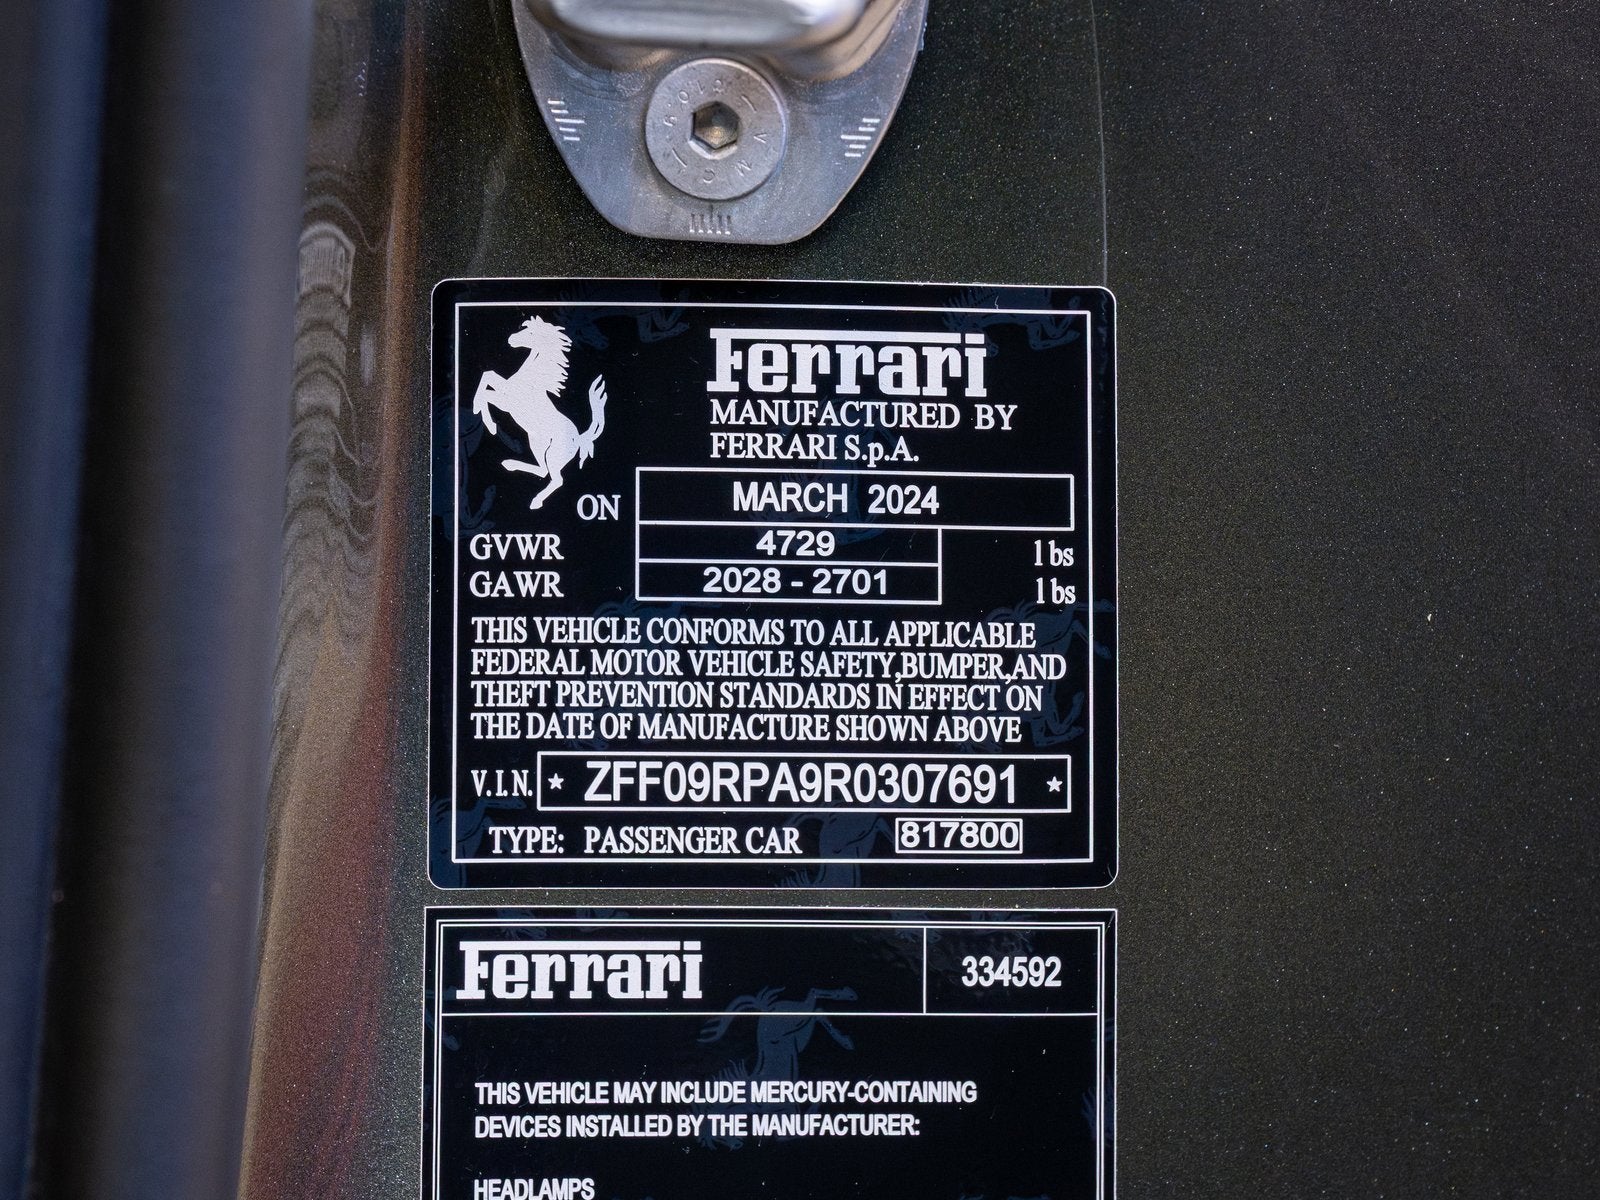 Ferrari
MANUFACTURED BY
FERRARI S.p.A.
ON MARCH 2024
GVWR 4729 lbs
GAWR 2028 - 2701 lbs
THIS VEHICLE CONFORMS TO ALL APPLICABLE
FEDERAL MOTOR VEHICLE SAFETY,BUMPER,AND
THEFT PREVENTION STANDARDS IN EFFECT ON
THE DATE OF MANUFACTURE SHOWN ABOVE
V.I.N. * ZFF09RPA9R0307691 *
TYPE: PASSENGER CAR 817800
Ferrari 334592
THIS VEHICLE MAY INCLUDE MERCURY-CONTAINING
DEVICES INSTALLED BY THE MANUFACTURER:
HEADLAMPS